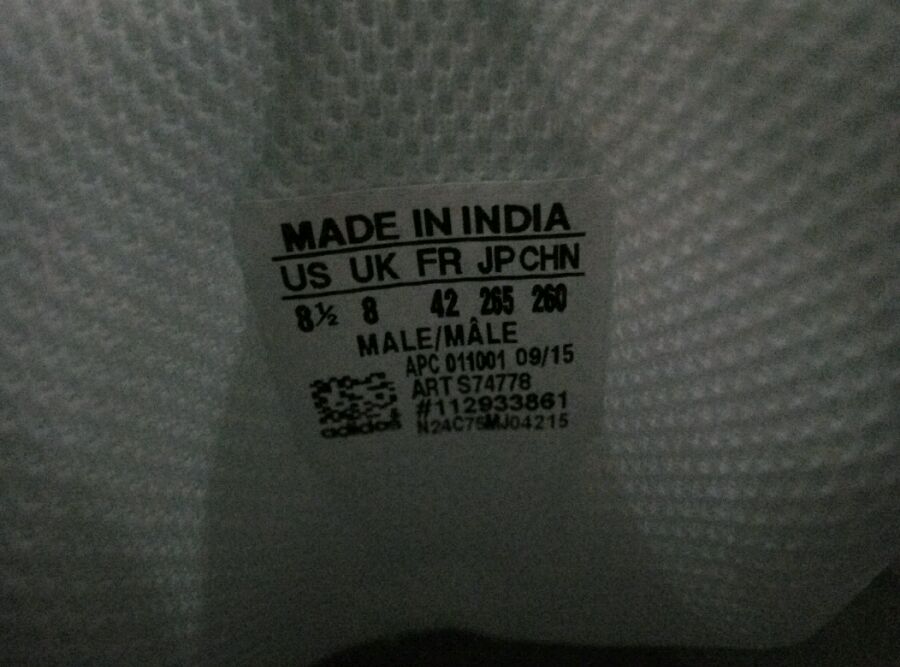 MADE IN INDIA
US UK FR JP CHN
8½ 8 42 265 260
MALE/MÂLE
APC 011001 09/15
ART S74778
#112933861
N24C75MJ04215
adidas